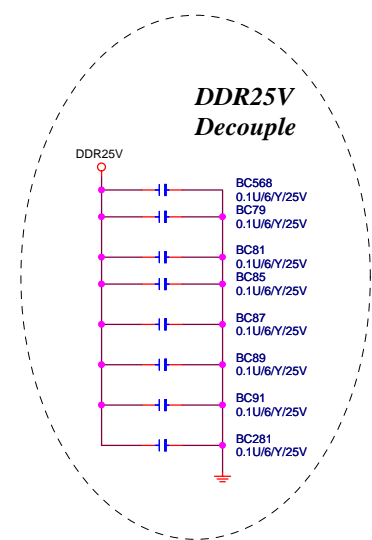 DDR25V
Decouple
DDR25V
BC568
0.1U/6/Y/25V
BC79
0.1U/6/Y/25V
BC81
0.1U/6/Y/25V
BC85
0.1U/6/Y/25V
BC87
0.1U/6/Y/25V
BC89
0.1U/6/Y/25V
BC91
0.1U/6/Y/25V
BC281
0.1U/6/Y/25V